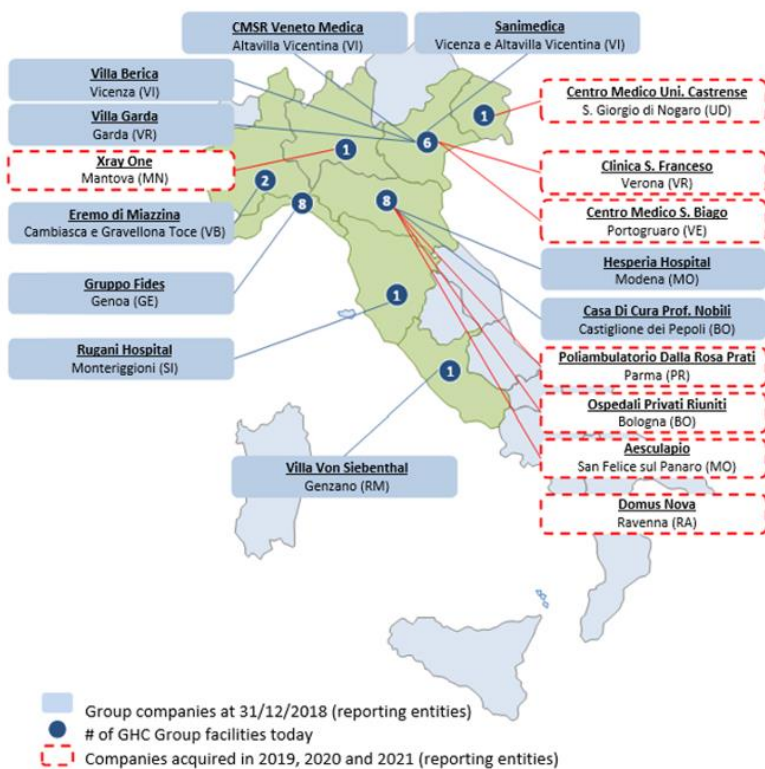 CMSR Veneto Medica
Altavilla Vicentina (VI)
Sanimedica
Vicenza e Altavilla Vicentina (VI)
Villa Berica
Vicenza (VI)
Centro Medico Uni. Castrense
S. Giorgio di Nogaro (UD)
Villa Garda
Garda (VR)
1
6
Xray One
Mantova (MN)
1
Clinica S. Franceso
Verona (VR)
2
8
8
Centro Medico S. Biago
Portogruaro (VE)
Eremo di Miazzina
Cambiasca e Gravellona Toce (VB)
Hesperia Hospital
Modena (MO)
Gruppo Fides
Genoa (GE)
1
Casa Di Cura Prof. Nobili
Castiglione dei Pepoli (BO)
Rugani Hospital
Monteriggioni (SI)
Poliambulatorio Dalla Rosa Prati
Parma (PR)
1
Ospedali Privati Riuniti
Bologna (BO)
Aesculapio
San Felice sul Panaro (MO)
Villa Von Siebenthal
Genzano (RM)
Domus Nova
Ravenna (RA)
Group companies at 31/12/2018 (reporting entities)
# of GHC Group facilities today
Companies acquired in 2019, 2020 and 2021 (reporting entities)